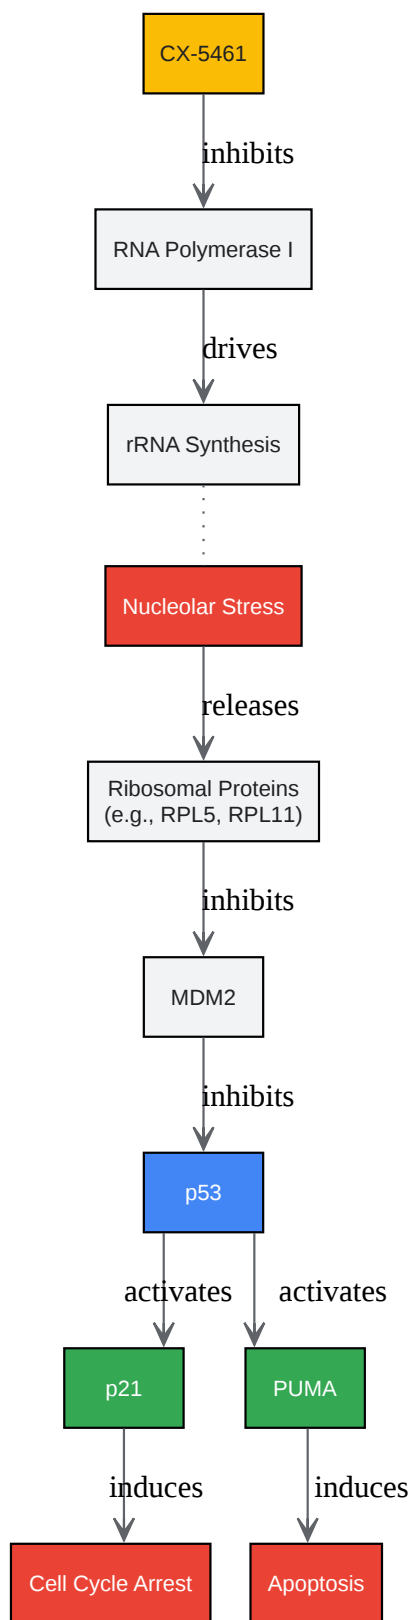 CX-5461
inhibits
RNA Polymerase I
drives
rRNA Synthesis
Nucleolar Stress
releases
Ribosomal Proteins
(e.g., RPL5, RPL11)
inhibits
MDM2
inhibits
p53
activates
activates
p21
PUMA
induces
induces
Cell Cycle Arrest
Apoptosis